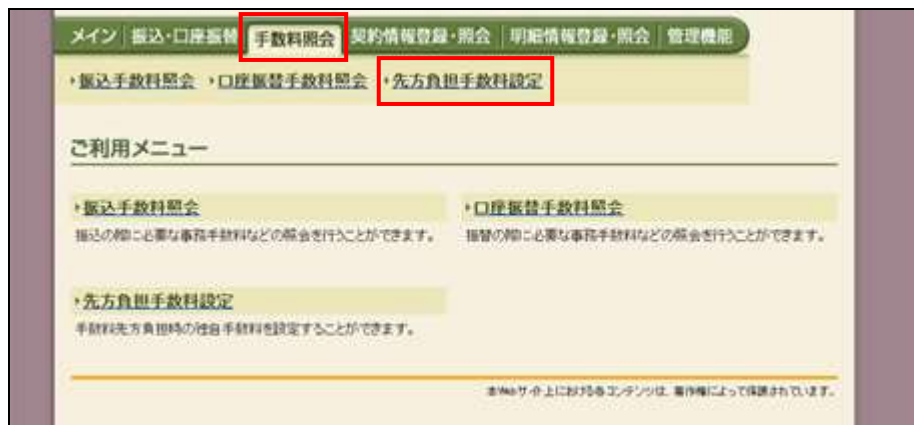 メイン 振込・口座振替 手数料照会 契約情報登録・照会 明細情報登録・照会 管理機能
振込手数料照会 口座振替手数料照会 先方負担手数料設定
ご利用メニュー
振込手数料照会 口座振替手数料照会
振込の際に必要な事務手数料などの照会を行うことができます。 振替の際に必要な事務手数料などの照会を行うことができます。
先方負担手数料設定
手数料先方負担時の独自手数料を設定することができます。
本Webサイト上における各コンテンツは、著作権によって保護されています。